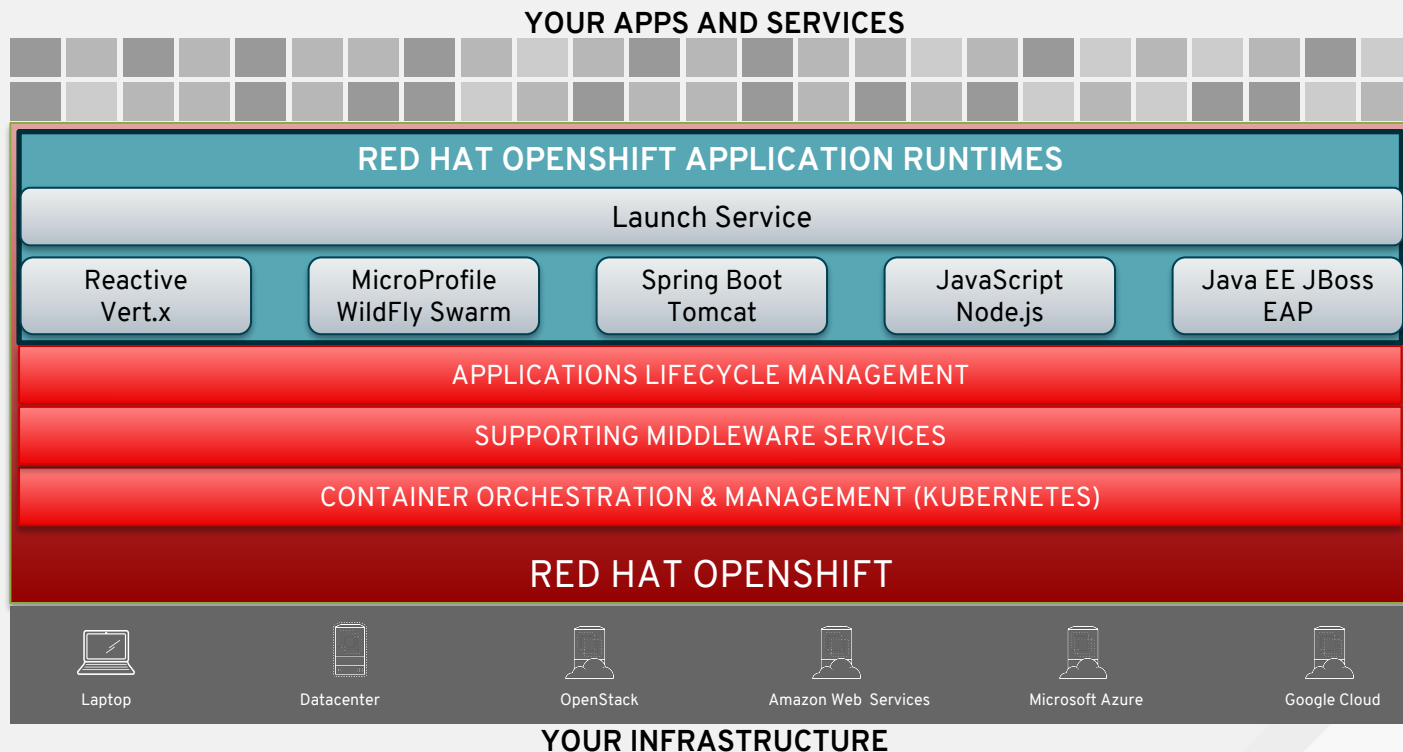 YOUR APPS AND SERVICES
RED HAT OPENSHIFT APPLICATION RUNTIMES
Launch Service
Reactive
Vert.x
MicroProfile
WildFly Swarm
Spring Boot
Tomcat
JavaScript
Node.js
Java EE JBoss
EAP
APPLICATIONS LIFECYCLE MANAGEMENT
SUPPORTING MIDDLEWARE SERVICES
CONTAINER ORCHESTRATION & MANAGEMENT (KUBERNETES)
RED HAT OPENSHIFT
Laptop
Datacenter
OpenStack
Amazon Web Services
Microsoft Azure
Google Cloud
YOUR INFRASTRUCTURE